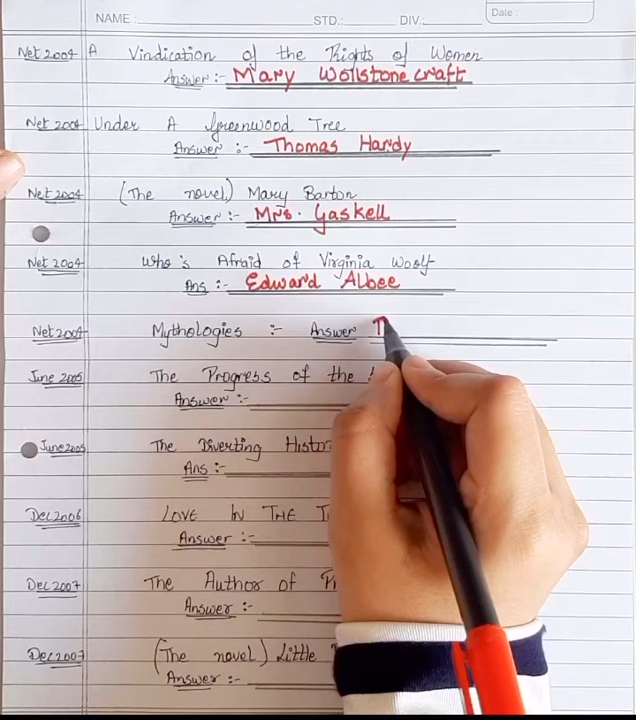 NAME : STD.: DIV.: Date :
Net 2004 A Vindication of the Rights of Women
Answer :- Mary Wollstonecraft
Net 2004 Under A Greenwood Tree
Answer :- Thomas Hardy
Net 2004 (The novel) Mary Barton
Answer :- Mrs. Gaskell
Net 2004 Who's Afraid of Virginia Woolf
Ans :- Edward Albee
Net 2004 Mythologies :- Answer
June 2005 The Progress of the
Answer :-
June 2005 The Diverting Histo
Ans :-
Dec 2006 LOVE IN THE T
Answer :-
Dec 2007 The Author of
Answer :-
Dec 2007 (The novel) Little
Answer :-